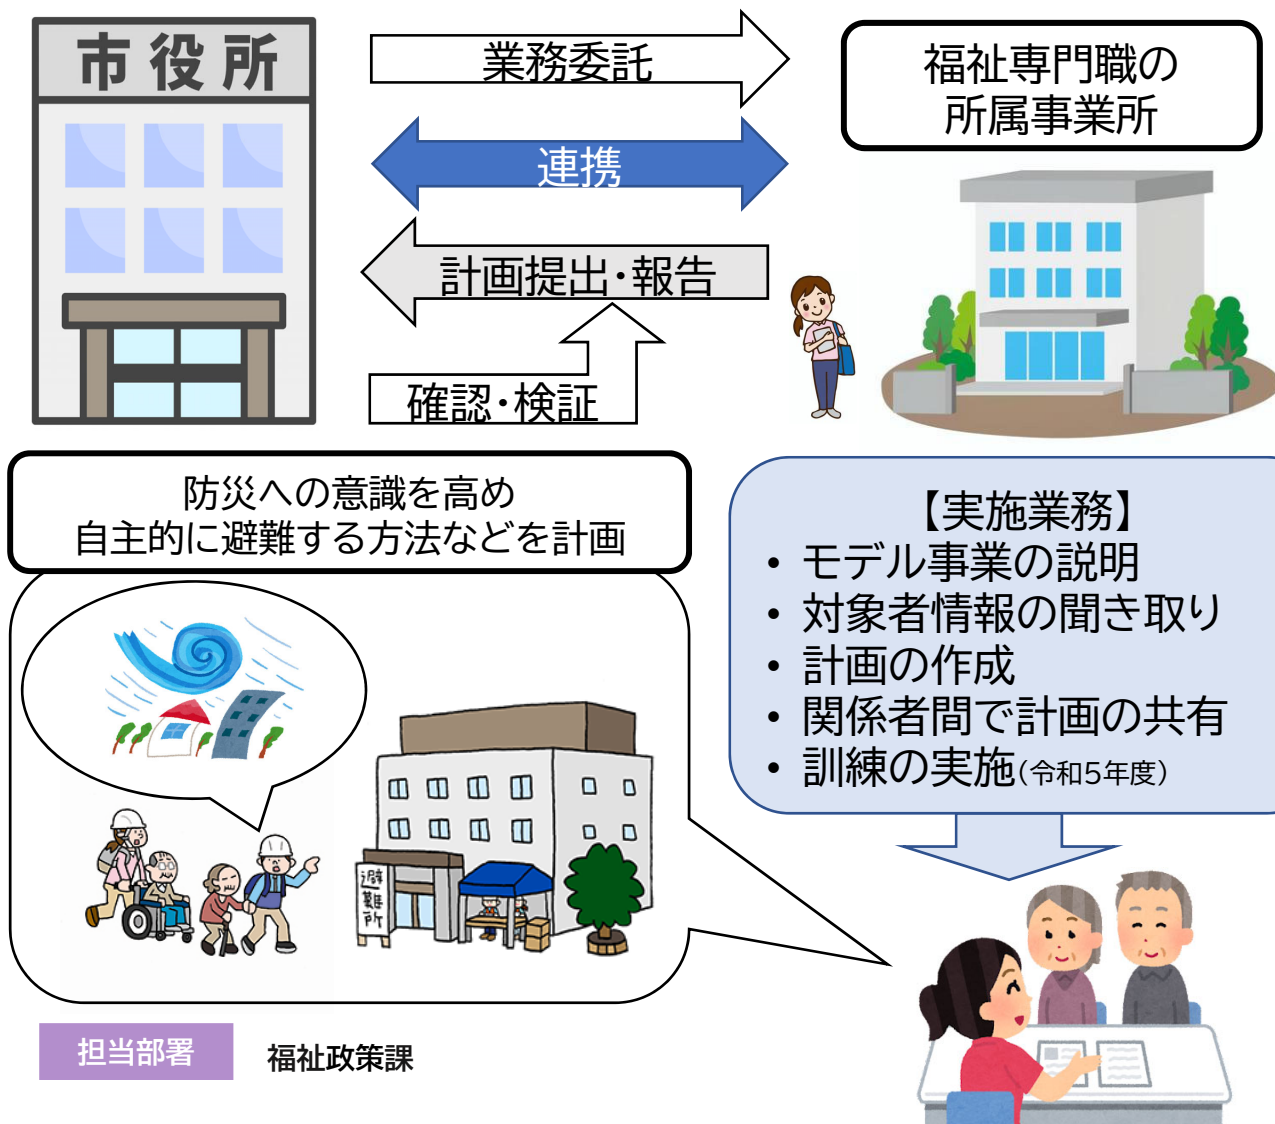 市役所
業務委託
連携
計画提出・報告
確認・検証
福祉専門職の
所属事業所
防災への意識を高め
自主的に避難する方法などを計画
避難所
【実施業務】
• モデル事業の説明
• 対象者情報の聞き取り
• 計画の作成
• 関係者間で計画の共有
• 訓練の実施(令和5年度)
担当部署
福祉政策課